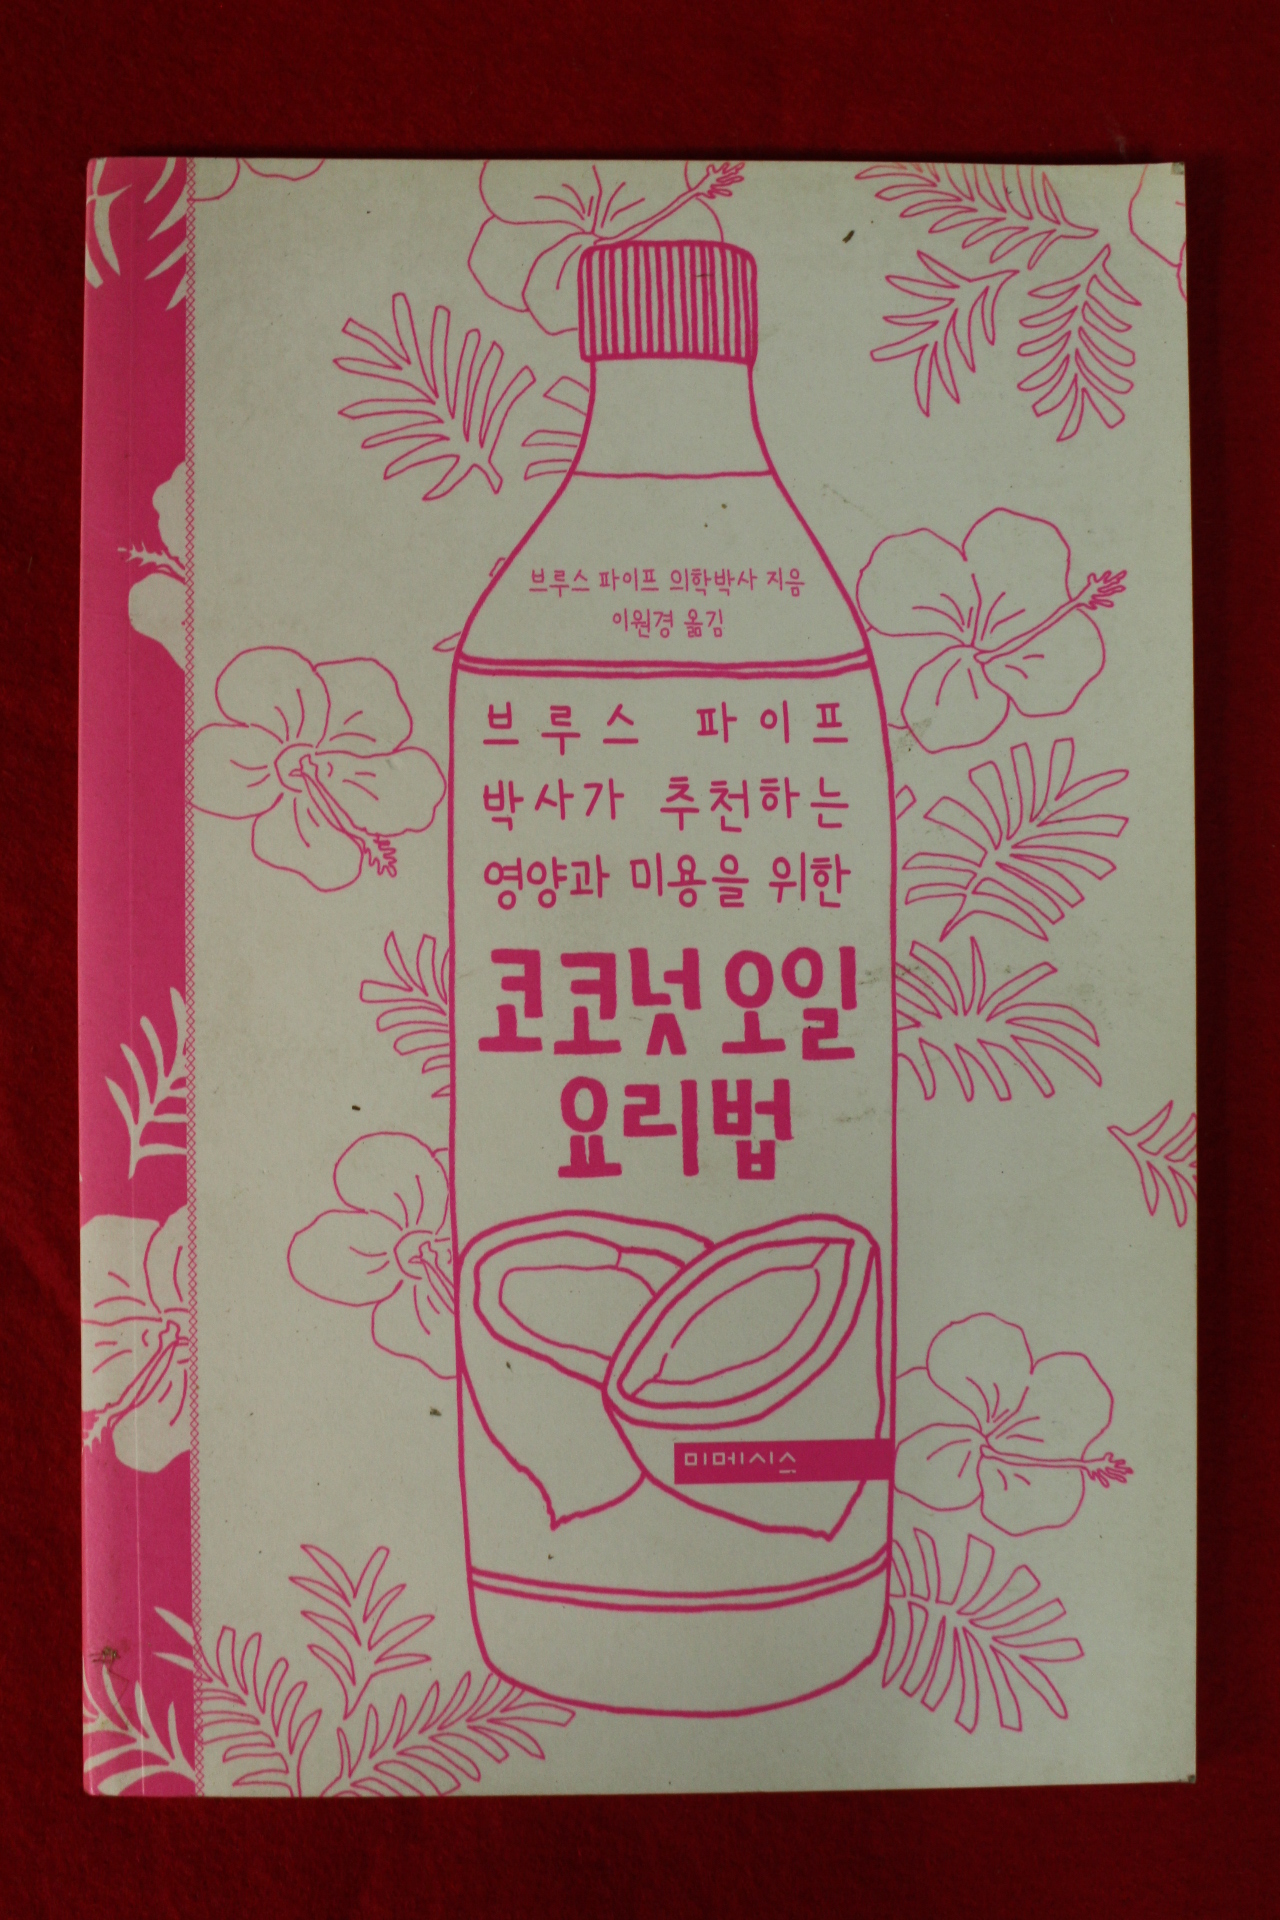 브루스 파이프 의학박사 지음
이원경 옮김
브루스 파이프
박사가 추천하는
영양과 미용을 위한
코코넛 오일
요리법
미메시스